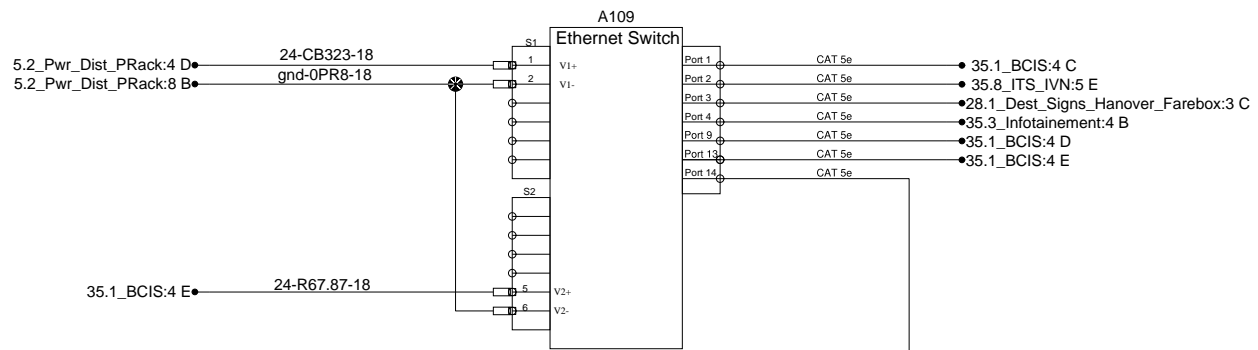 A109
Ethernet Switch
S1
5.2_Pwr_Dist_PRack:4 D
24-CB323-18
1
V1+
Port 1
CAT 5e
35.1_BCIS:4 C
5.2_Pwr_Dist_PRack:8 B
gnd-0PR8-18
2
V1-
Port 2
CAT 5e
35.8_ITS_IVN:5 E
Port 3
CAT 5e
28.1_Dest_Signs_Hanover_Farebox:3 C
Port 4
CAT 5e
35.3_Infotainement:4 B
Port 9
CAT 5e
35.1_BCIS:4 D
Port 13
CAT 5e
35.1_BCIS:4 E
Port 14
CAT 5e
S2
35.1_BCIS:4 E
24-R67.87-18
5
V2+
6
V2-